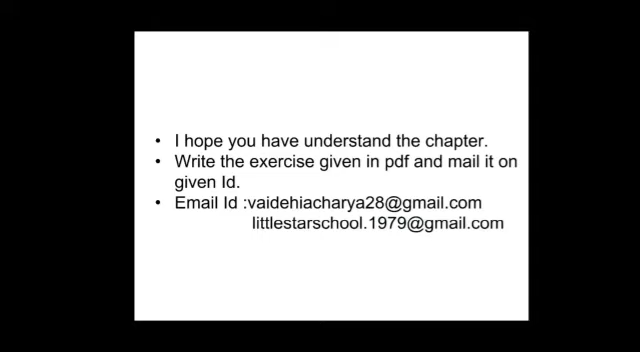 • I hope you have understand the chapter.
• Write the exercise given in pdf and mail it on
given Id.
• Email Id :vaidehiacharya28@gmail.com
littlestarschool.1979@gmail.com